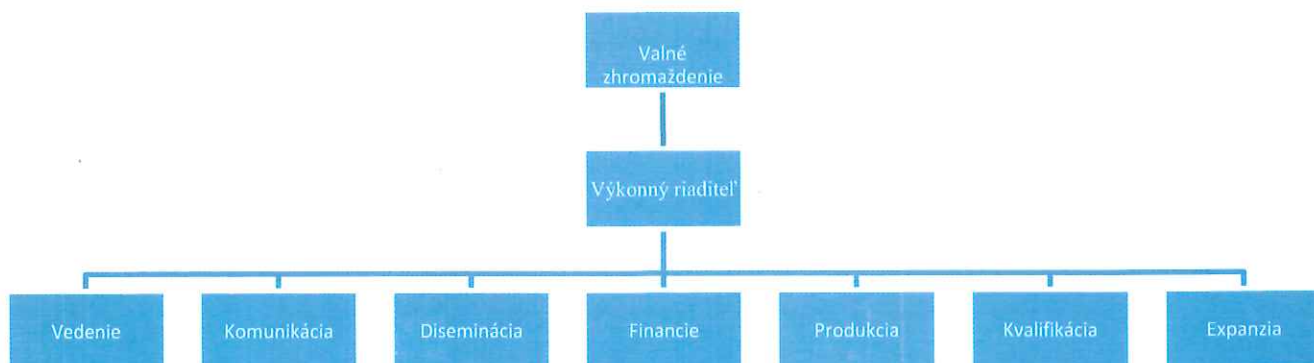 Valné
zhromaždenie
Výkonný riaditeľ
Vedenie
Komunikácia
Diseminácia
Financie
Produkcia
Kvalifikácia
Expanzia